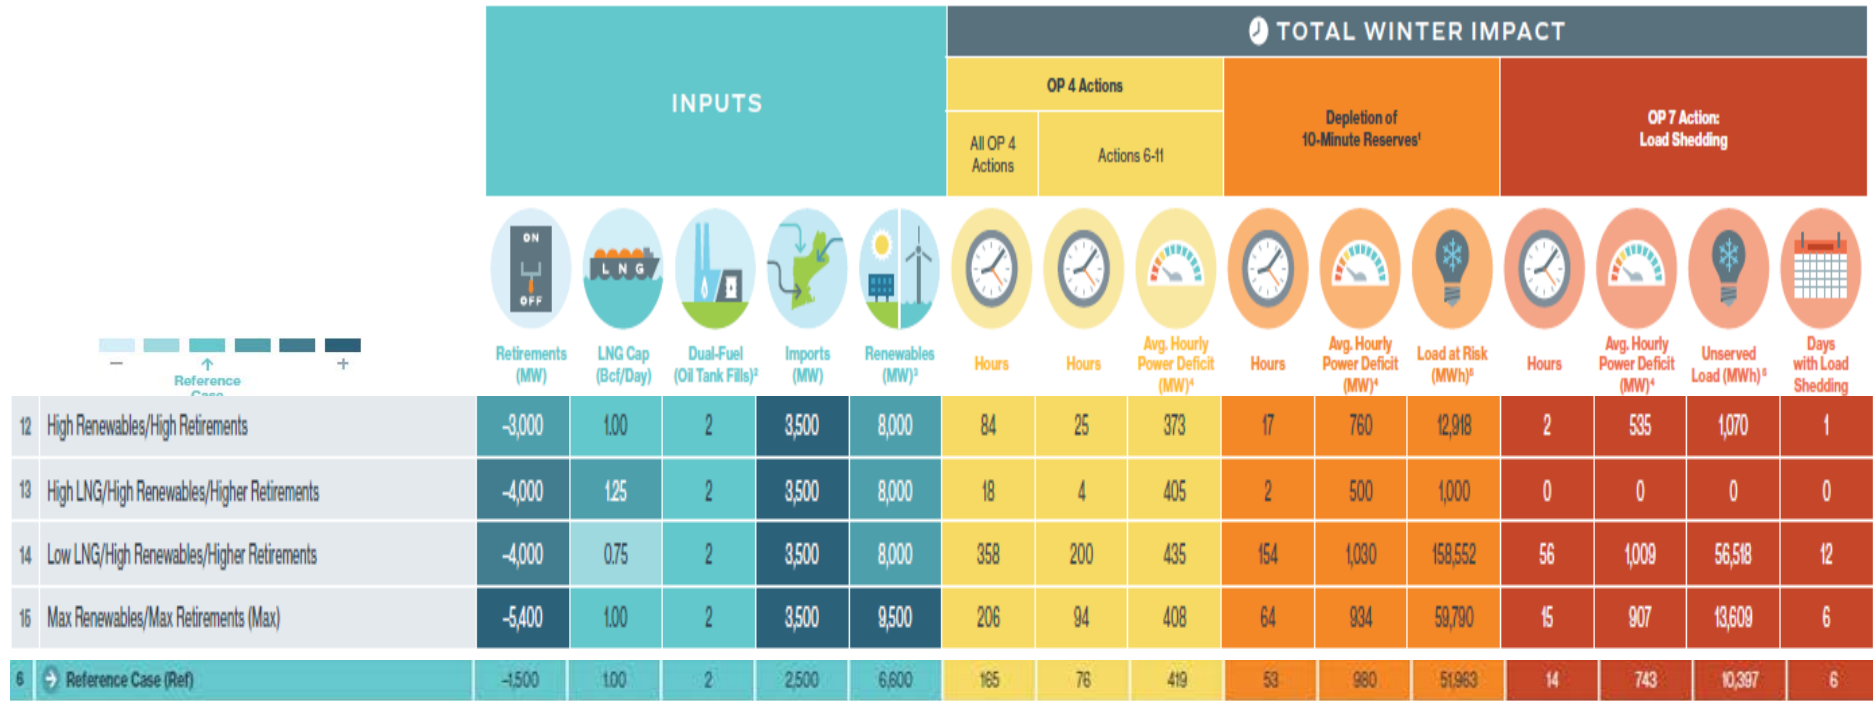 TOTAL WINTER IMPACT
INPUTS
OP 4 Actions
All OP 4
Actions
Actions 6-11
Depletion of
10-Minute Reserves¹
OP 7 Action:
Load Shedding
ON
OFF
LNG
Retirements
(MW)
LNG Cap
(Bcf/Day)
Dual-Fuel
(Oil Tank Fills)²
Imports
(MW)
Renewables
(MW)³
Hours
Hours
Avg. Hourly
Power Deficit
(MW)⁴
Hours
Avg. Hourly
Power Deficit
(MW)⁴
Load at Risk
(MWh)⁵
Hours
Avg. Hourly
Power Deficit
(MW)⁴
Unserved
Load (MWh)⁵
Days
with Load
Shedding
− +
Reference
Case
12 High Renewables/High Retirements -3,000 1.00 2 3,500 8,000 84 25 373 17 760 12,918 2 535 1,070 1
13 High LNG/High Renewables/Higher Retirements -4,000 1.25 2 3,500 8,000 18 4 405 2 500 1,000 0 0 0 0
14 Low LNG/High Renewables/Higher Retirements -4,000 0.75 2 3,500 8,000 358 200 435 154 1,030 158,552 56 1,009 56,518 12
15 Max Renewables/Max Retirements (Max) -5,400 1.00 2 3,500 9,500 206 94 408 64 934 59,790 15 907 13,609 6
6 Reference Case (Ref) -1,500 1.00 2 2,500 6,600 165 76 419 53 980 51,963 14 743 10,397 6